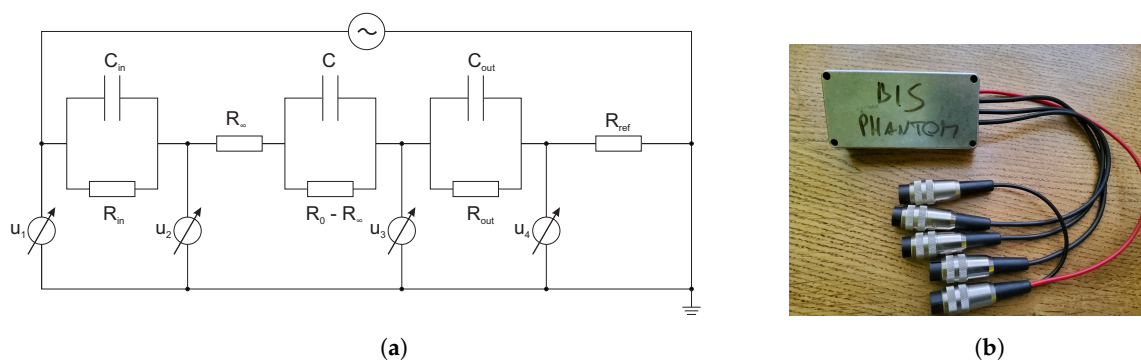 C_in
C
C_out
R_∞
R_ref
R_in
R_0 - R_∞
R_out
u_1
u_2
u_3
u_4
BIS
PHANTOM
(a)
(b)